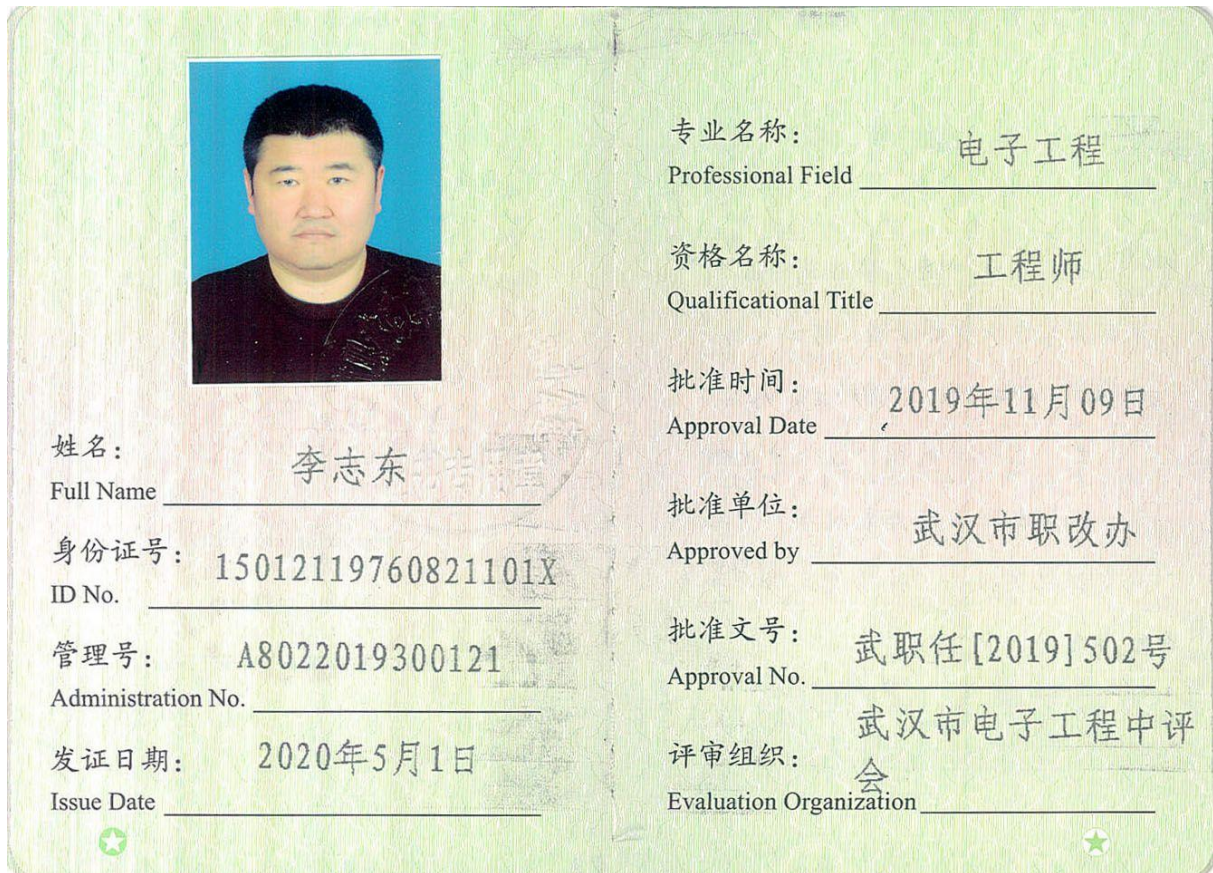 姓名：
Full Name 李志东
身份证号：
ID No. 15012119760821101X
管理号：
Administration No. A8022019300121
发证日期：
Issue Date 2020年5月1日
专业名称：
Professional Field 电子工程
资格名称：
Qualificational Title 工程师
批准时间：
Approval Date 2019年11月09日
批准单位：
Approved by 武汉市职改办
批准文号：
Approval No. 武职任[2019]502号
评审组织：
武汉市电子工程中评
会
Evaluation Organization